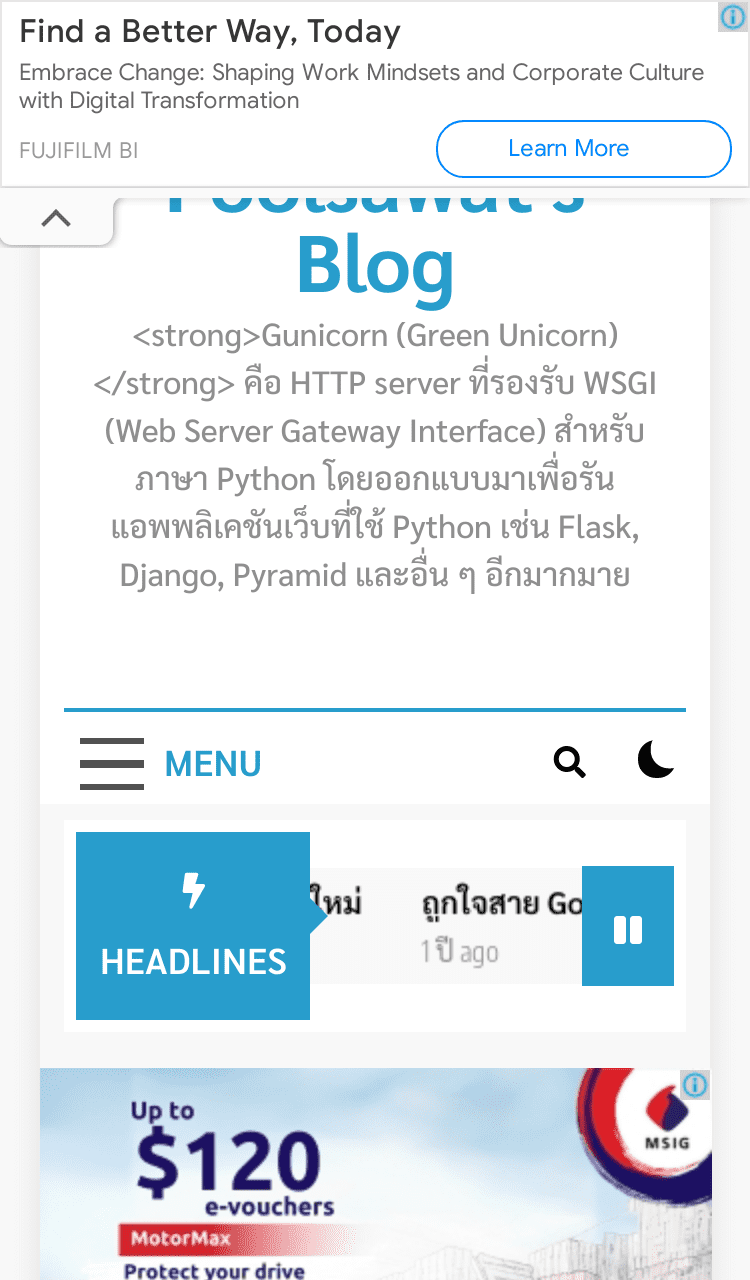 Find a Better Way, Today
Embrace Change: Shaping Work Mindsets and Corporate Culture
with Digital Transformation
FUJIFILM BI
Learn More
Poolsawat's
Blog
<strong>Gunicorn (Green Unicorn)
</strong> คือ HTTP server ที่รองรับ WSGI
(Web Server Gateway Interface) สำหรับ
ภาษา Python โดยออกแบบมาเพื่อรัน
แอพพลิเคชันเว็บที่ใช้ Python เช่น Flask,
Django, Pyramid และอื่น ๆ อีกมากมาย
MENU
HEADLINES
ใหม่
ถูกใจสาย Go
1 ปี ago
Up to
$120
e-vouchers
MotorMax
Protect your drive
MSIG